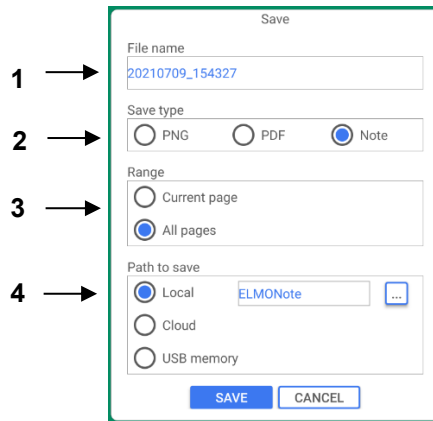 Save
File name
1 20210709_154327
Save type
2 PNG PDF Note
Range
Current page
3
All pages
Path to save
4 Local ELMONote ...
Cloud
USB memory
SAVE CANCEL